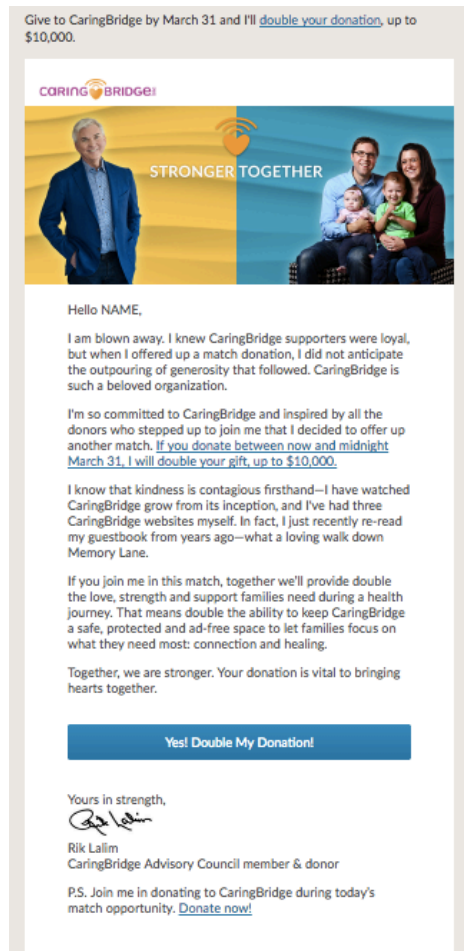 Give to CaringBridge by March 31 and I'll double your donation, up to
$10,000.
CARING BRIDGE
STRONGER TOGETHER
Hello NAME,
I am blown away. I knew CaringBridge supporters were loyal,
but when I offered up a match donation, I did not anticipate
the outpouring of generosity that followed. CaringBridge is
such a beloved organization.
I'm so committed to CaringBridge and inspired by all the
donors who stepped up to join me that I decided to offer up
another match. If you donate between now and midnight
March 31, I will double your gift, up to $10,000.
I know that kindness is contagious firsthand—I have watched
CaringBridge grow from its inception, and I've had three
CaringBridge websites myself. In fact, I just recently re-read
my guestbook from years ago—what a loving walk down
Memory Lane.
If you join me in this match, together we'll provide double
the love, strength and support families need during a health
journey. That means double the ability to keep CaringBridge
a safe, protected and ad-free space to let families focus on
what they need most: connection and healing.
Together, we are stronger. Your donation is vital to bringing
hearts together.
Yes! Double My Donation!
Yours in strength,
Rik Lalim
Rik Lalim
CaringBridge Advisory Council member & donor
P.S. Join me in donating to CaringBridge during today's
match opportunity. Donate now!